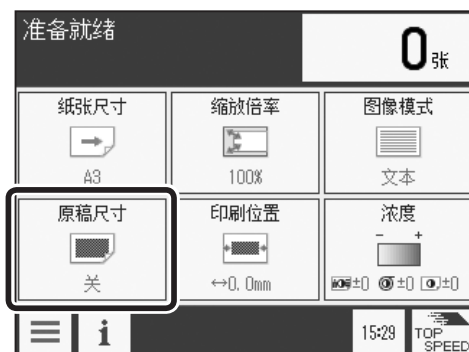 准备就绪
0张
纸张尺寸 缩放倍率 图像模式
A3 100% 文本
原稿尺寸 印刷位置 浓度
- +
关 ↔0.0mm ±0 ±0 ±0
i 15:29 TOP SPEED